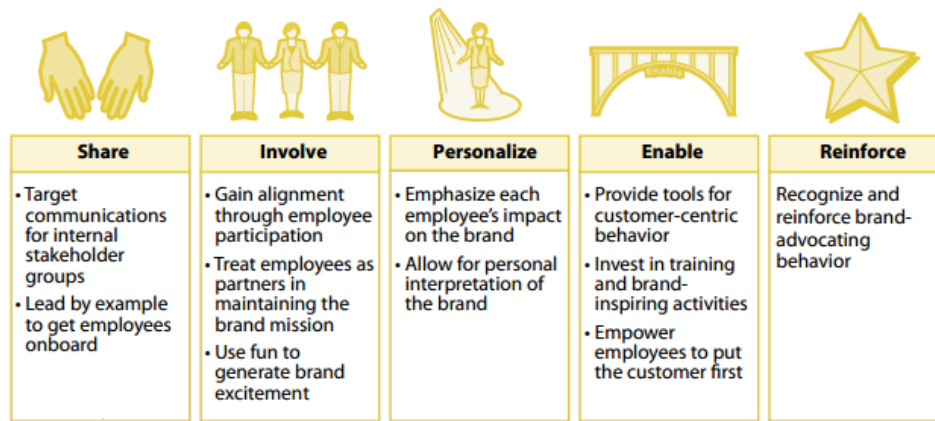 Enable
Share
• Target
communications
for internal
stakeholder
groups
• Lead by example
to get employees
onboard
Involve
• Gain alignment
through employee
participation
• Treat employees as
partners in
maintaining the
brand mission
• Use fun to
generate brand
excitement
Personalize
• Emphasize each
employee's impact
on the brand
• Allow for personal
interpretation of
the brand
Enable
• Provide tools for
customer-centric
behavior
• Invest in training
and brand-
inspiring activities
• Empower
employees to put
the customer first
Reinforce
Recognize and
reinforce brand-
advocating
behavior